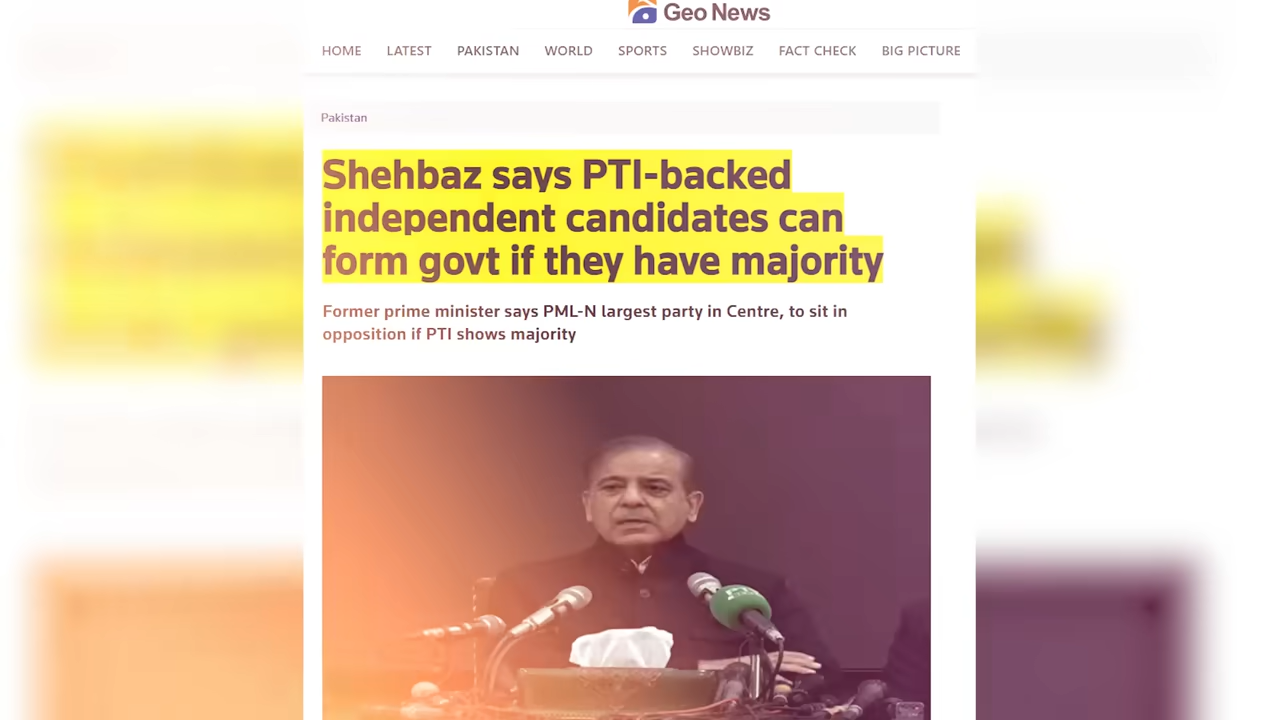 Geo News
HOME LATEST PAKISTAN WORLD SPORTS SHOWBIZ FACT CHECK BIG PICTURE
Pakistan
Shehbaz says PTI-backed
independent candidates can
form govt if they have majority
Former prime minister says PML-N largest party in Centre, to sit in
opposition if PTI shows majority